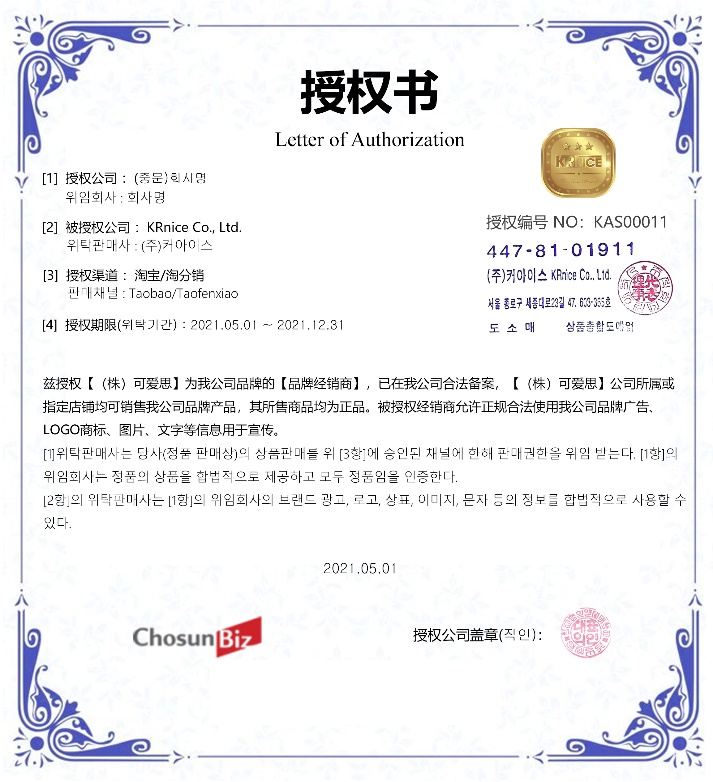 授权书
Letter of Authorization
[1] 授权公司 : (중문)회사명
위임회사 : 회사명
[2] 被授权公司 : KRnice Co., Ltd.
위탁판매사 : (주)커아이스
[3] 授权渠道 : 淘宝/淘分销
판매채널 : Taobao/Taofenxiao
[4] 授权期限(위탁기간) : 2021.05.01 ~ 2021.12.31
KRNICE
授权编号 NO: KAS00011
447-81-01911
(주)커아이스 KRnice Co., Ltd.
서울 종로구 세종대로23길 47, 603-385호
도 소 매 상품종합도매업
兹授权【（株）可爱思】为我公司品牌的【品牌经销商】，已在我公司合法备案，【（株）可爱思】公司所属或
指定店铺均可销售我公司品牌产品，其所售商品均为正品。被授权经销商允许正规合法使用我公司品牌广告、
LOGO商标、图片、文字等信息用于宣传。
[1]위탁판매사는 당사(정품 판매상)의 상품판매를 위 [3항]에 승인된 채널에 한해 판매권한을 위임 받는다. [1항]의
위임회사는 정품의 상품을 합법적으로 제공하고 모두 정품임을 인증한다.
[2항]의 위탁판매사는 [1항]의 위임회사의 브랜드 광고, 로고, 상표, 이미지, 문자 등의 정보를 합법적으로 사용할 수
있다.
2021.05.01
ChosunBiz
授权公司盖章(직인) :
대표
의인